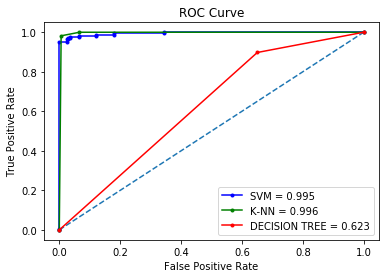 ROC Curve
True Positive Rate
1.0
0.8
0.6
0.4
0.2
0.0
SVM = 0.995
K-NN = 0.996
DECISION TREE = 0.623
0.0 0.2 0.4 0.6 0.8 1.0
False Positive Rate